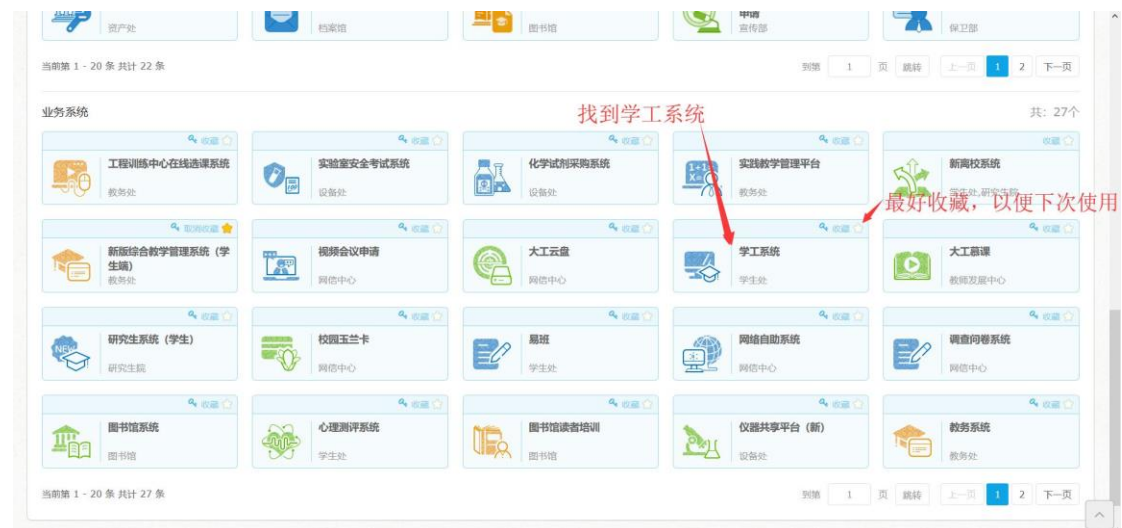 资产处
档案馆
图书馆
申请
宣传部
保卫部
当前第 1 - 20 条 共计 22 条
到第 1 页 跳转 上一页 1 2 下一页
业务系统
找到学工系统
共: 27个
收藏 收藏 收藏 收藏 收藏
工程训练中心在线选课系统
教务处
实验室安全考试系统
设备处
化学试剂采购系统
设备处
实践教学管理平台
教务处
新离校系统
学生处,研究生院
最好收藏，以便下次使用
取消收藏 收藏 收藏 收藏 收藏
新版综合教学管理系统（学
生端）
教务处
视频会议申请
网信中心
大工云盘
网信中心
学工系统
学生处
大工慕课
教师发展中心
收藏 收藏 收藏 收藏 收藏
NEW
研究生系统（学生）
研究生院
校园玉兰卡
网信中心
易班
学生处
网络自助系统
网信中心
调查问卷系统
网信中心
收藏 收藏 收藏 收藏 收藏
图书馆系统
图书馆
心理测评系统
学生处
图书馆读者培训
图书馆
仪器共享平台（新）
设备处
教务系统
教务处
当前第 1 - 20 条 共计 27 条
到第 1 页 跳转 上一页 1 2 下一页